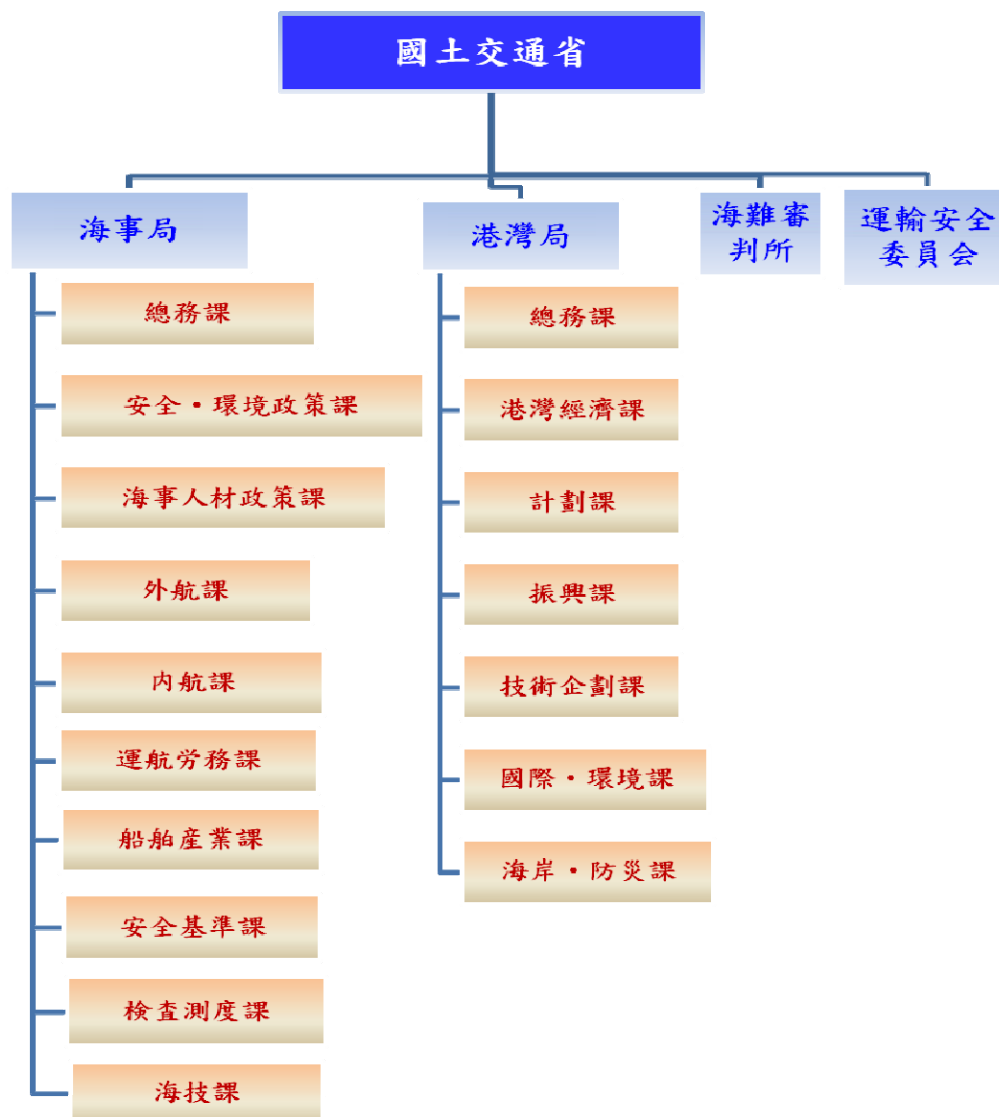 國土交通省
海事局
總務課
安全・環境政策課
海事人材政策課
外航課
内航課
運航労務課
船舶産業課
安全基準課
検査測度課
海技課
港灣局
總務課
港灣經濟課
計劃課
振興課
技術企劃課
國際・環境課
海岸・防災課
海難審
判所
運輸安全
委員会